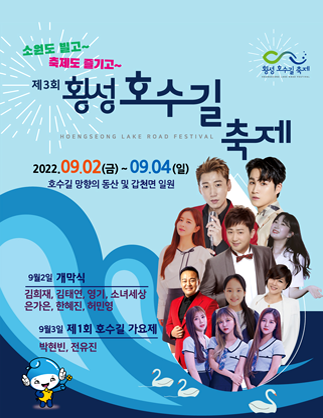 소원도 빌고~
축제도 즐기고~
제3회 횡성 호수길
HOENGSEONG LAKE ROAD FESTIVAL
축제
횡성 호수길 축제
2022.09.02(금) ~ 09.04(일)
호수길 망향의 동산 및 갑천면 일원
9월2일 개막식
김희재, 김태연, 영기, 소녀세상
은가은, 한혜진, 허민영
9월3일 제1회 호수길 가요제
박현빈, 전유진